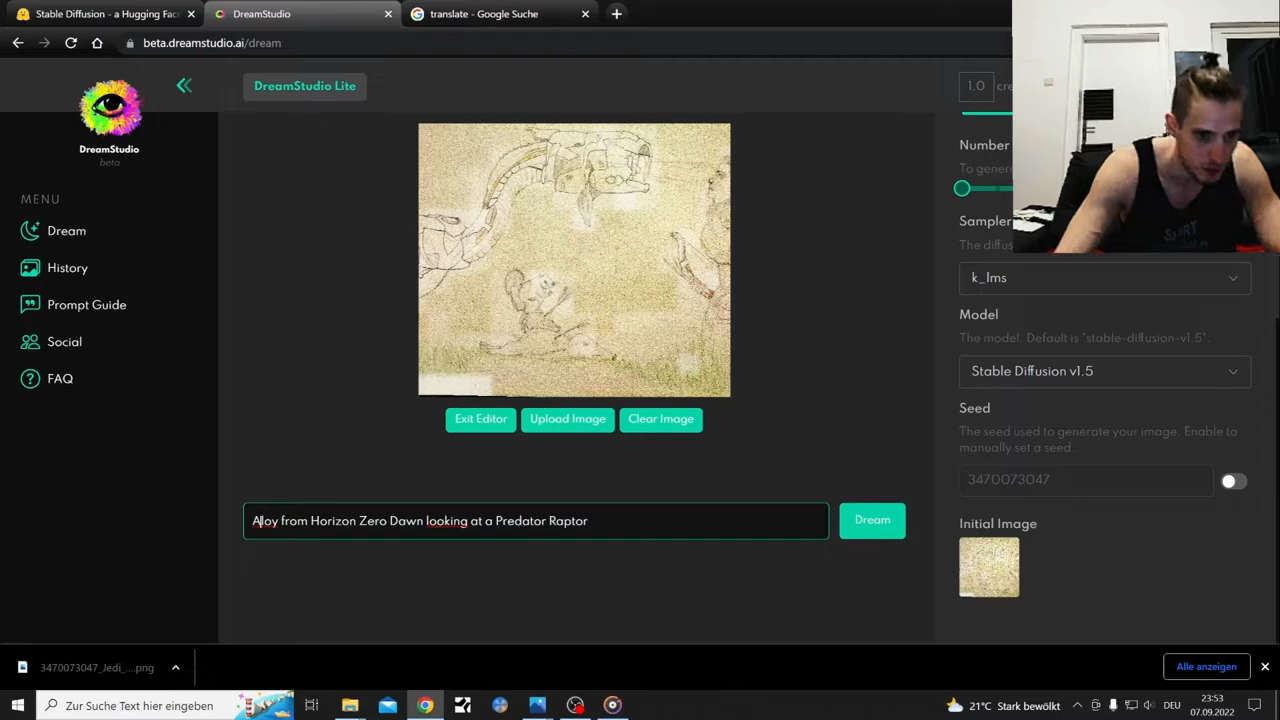 Stable Diffusion - a Hugging Fac
DreamStudio
translate - Google Suche
beta.dreamstudio.ai/dream
DreamStudio
beta
MENU
Dream
History
Prompt Guide
Social
FAQ
DreamStudio Lite
Exit Editor
Upload Image
Clear Image
Aloy from Horizon Zero Dawn looking at a Predator Raptor
Dream
1.0
Number
Sampler
The
k_lms
Model
The model. Default is "stable-diffusion-v1.5".
Stable Diffusion v1.5
Seed
The seed used to generate your image. Enable to
manually set a seed.
3470073047
Initial Image
3470073047_Jedi_....png
Alle anzeigen
Zur Suche Text hier eingeben
21°C Stark bewölkt
DEU
23:53
07.09.2022